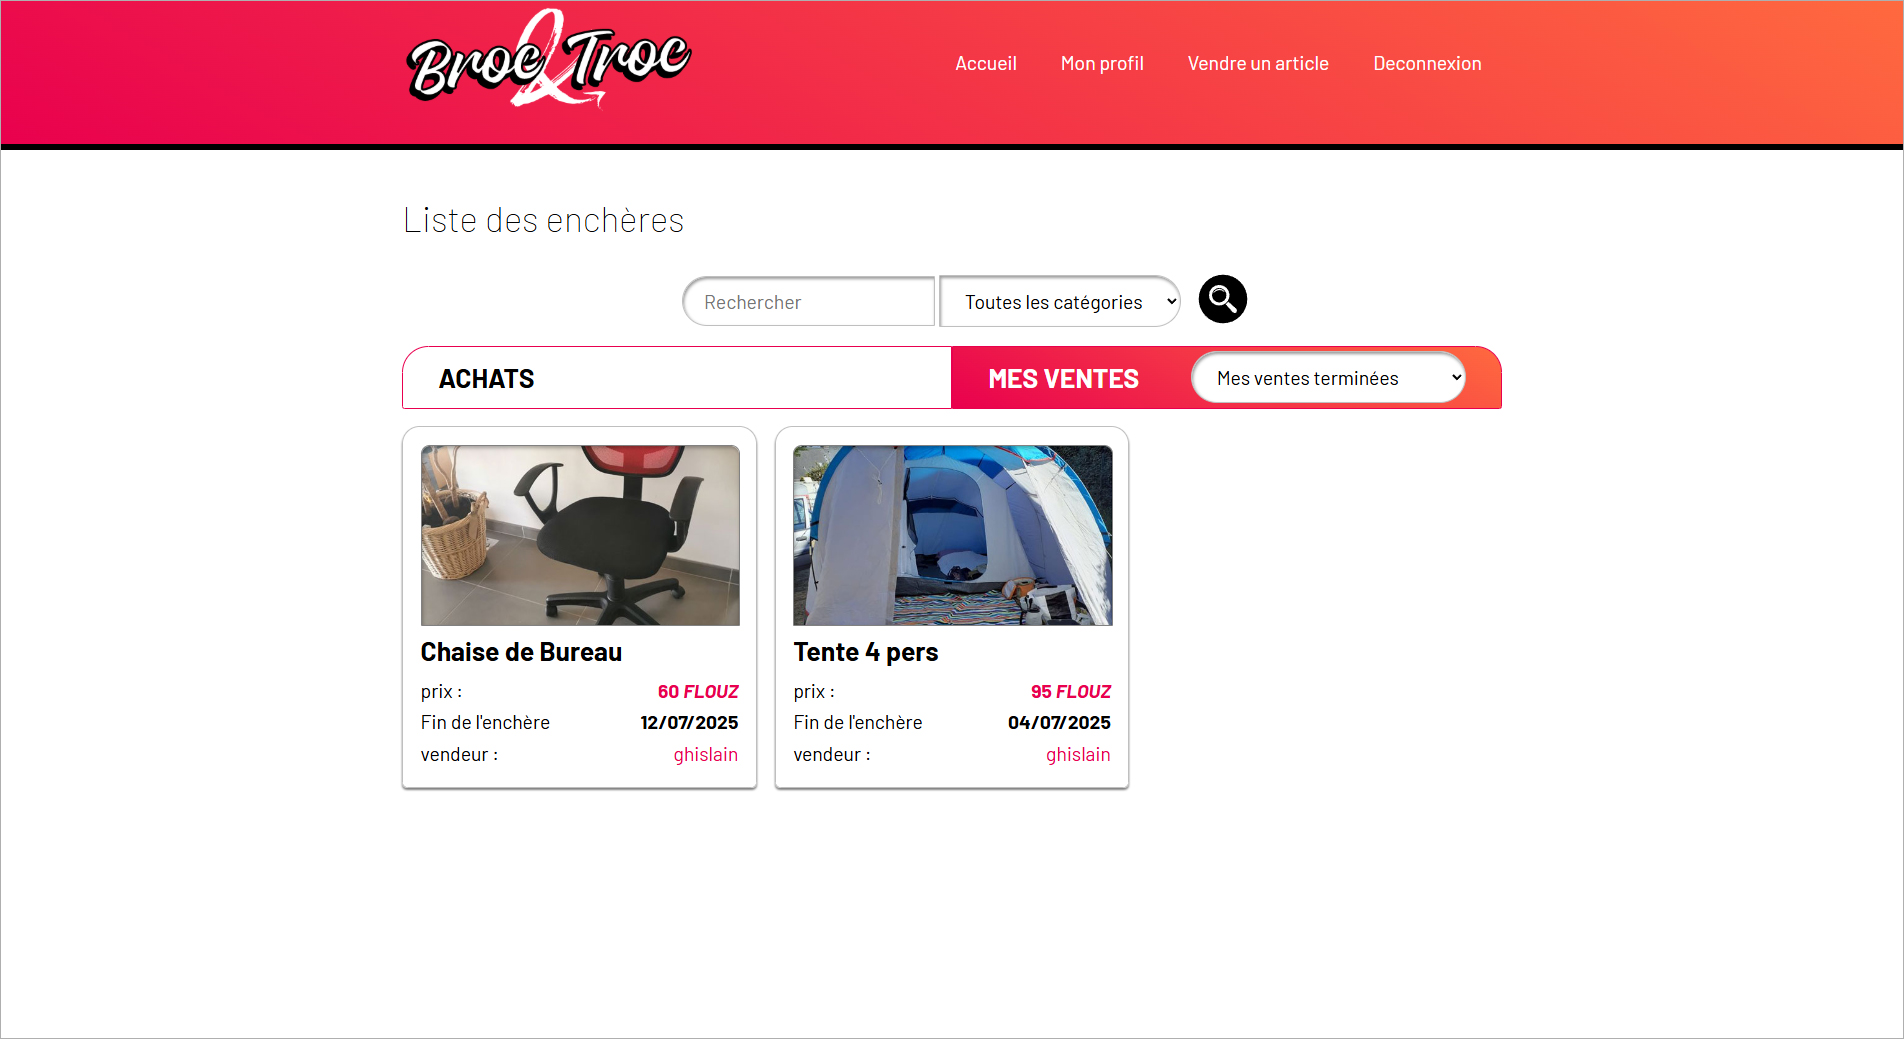 Broc & Troc
Accueil Mon profil Vendre un article Deconnexion
Liste des enchères
Rechercher Toutes les catégories
ACHATS MES VENTES Mes ventes terminées
Chaise de Bureau
prix : 60 FLOUZ
Fin de l'enchère 12/07/2025
vendeur : ghislain
Tente 4 pers
prix : 95 FLOUZ
Fin de l'enchère 04/07/2025
vendeur : ghislain